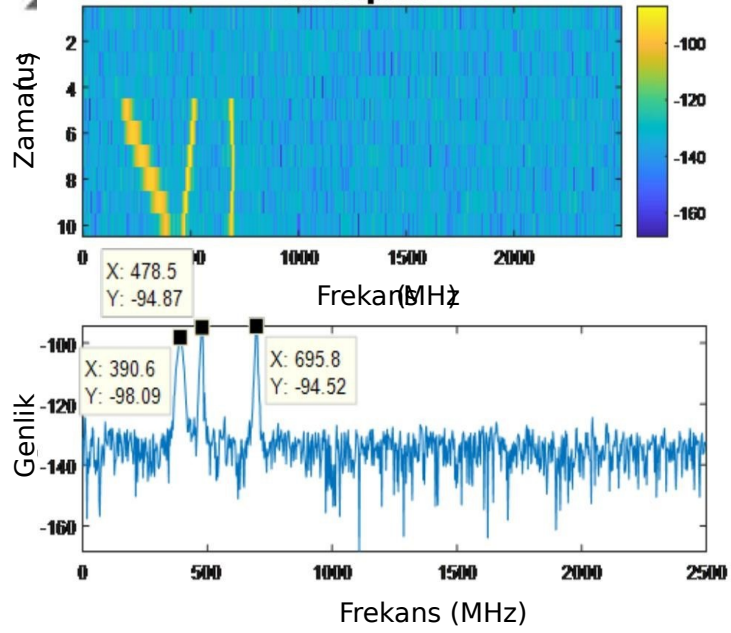 2
4
6
8
10
Zaman(us)
0
1000
1500
2000
-100
-120
-140
-160
Frekans (MHz)
X: 478.5
Y: -94.87
X: 390.6
Y: -98.09
X: 695.8
Y: -94.52
-100
-120
-140
-160
Genlik
0
500
1000
1500
2000
2500
Frekans (MHz)